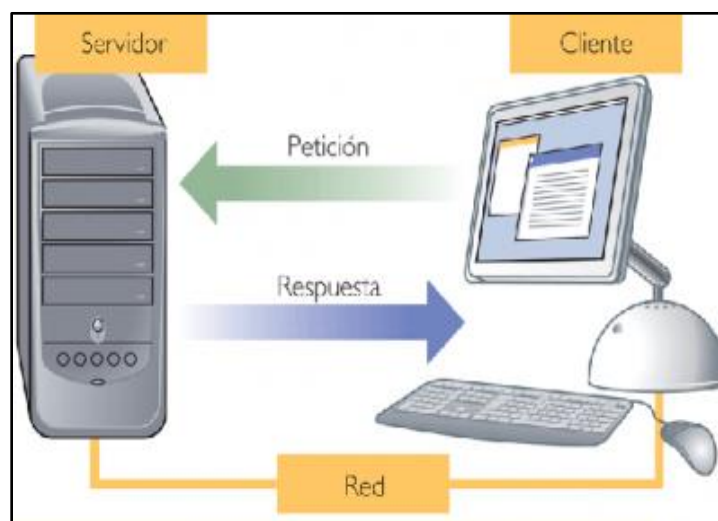 Servidor
Cliente
Petición
Respuesta
Red